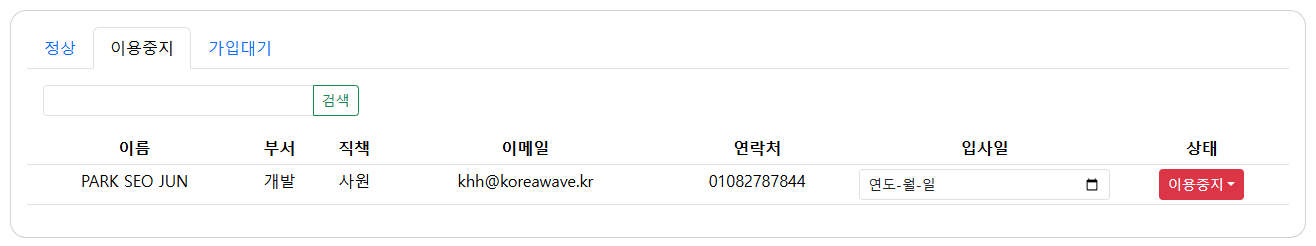 정상 이용중지 가입대기
검색
이름 부서 직책 이메일 연락처 입사일 상태
PARK SEO JUN 개발 사원 khh@koreawave.kr 01082787844 연도-월-일 이용중지